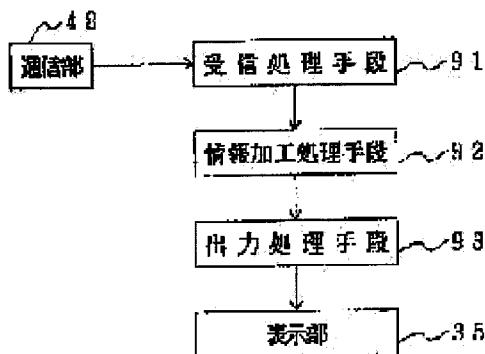 48
通信部
受信処理手段 91
情報加工処理手段 92
出力処理手段 93
表示部 35